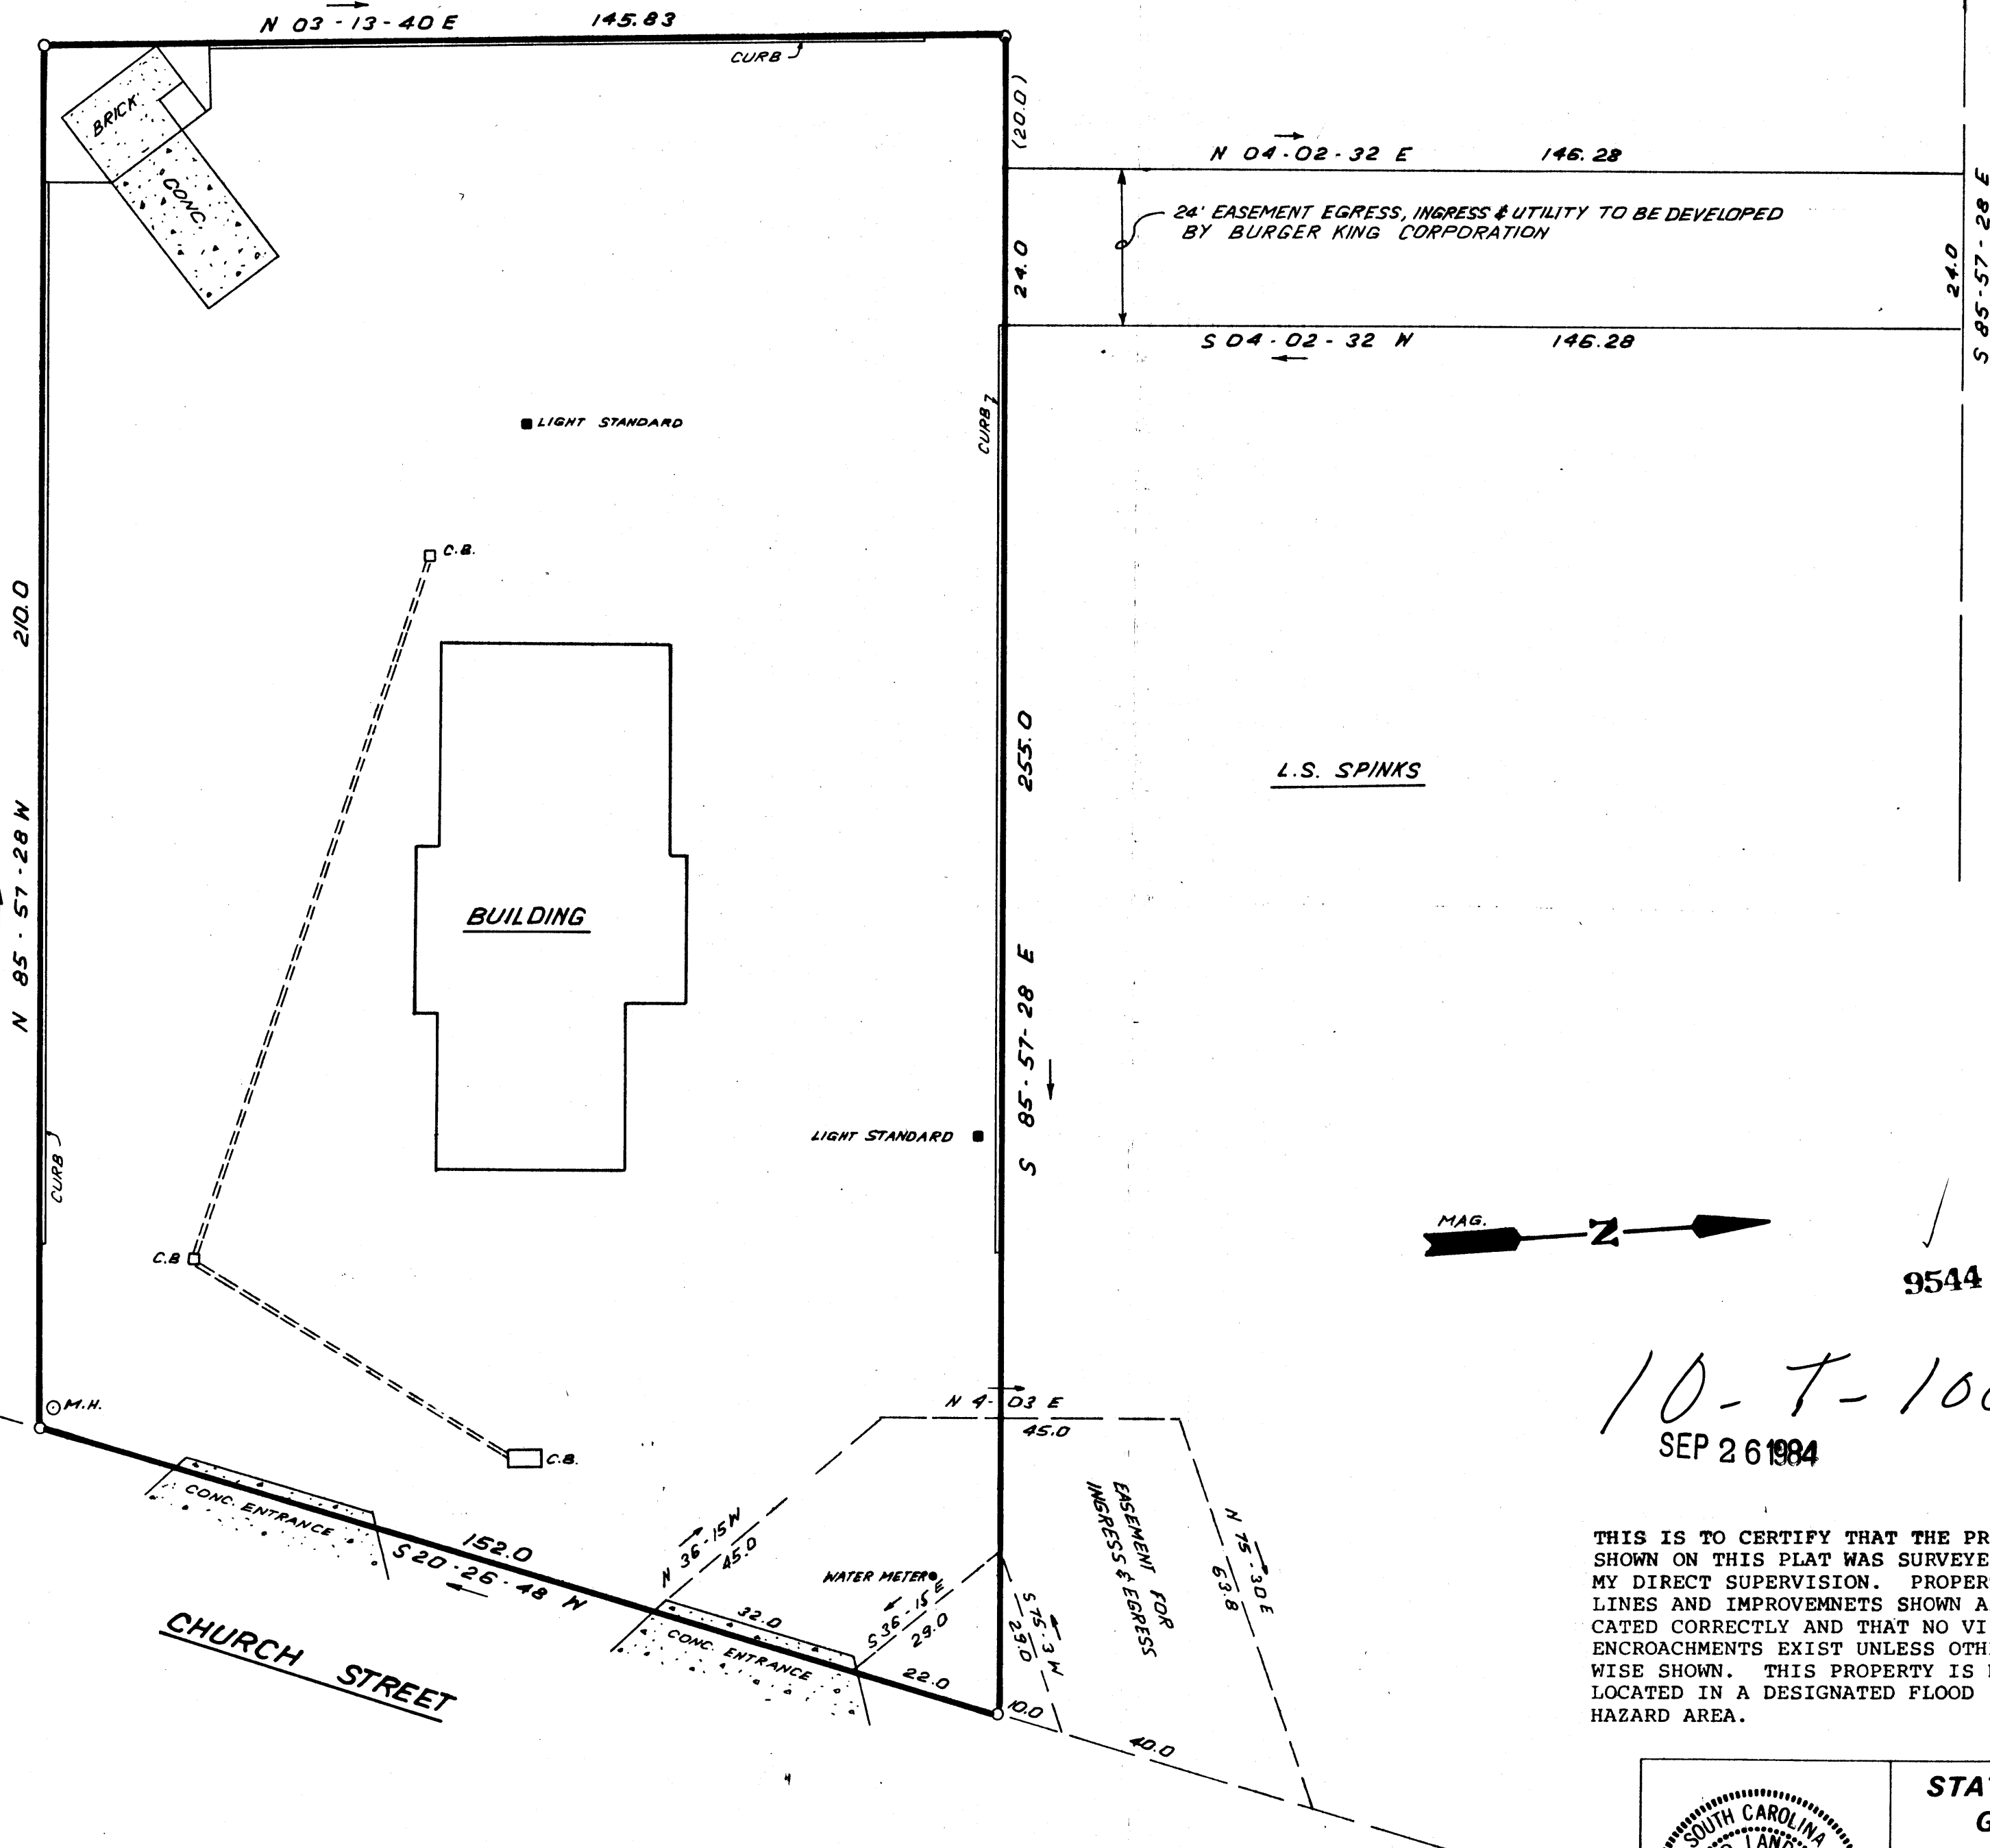 N 03-13-40 E 145.83
CURB
BRICK
CONC.
(20.0)
N 04-02-32 E 146.28
24' EASEMENT EGRESS, INGRESS & UTILITY TO BE DEVELOPED
BY BURGER KING CORPORATION
24.0
24.0
S 85-57-28 E
S 04-02-32 W 146.28
CURB
LIGHT STANDARD
C.B.
210.0
N 85-57-28 W
255.0
S 85-57-28 E
L.S. SPINKS
BUILDING
LIGHT STANDARD
CURB
C.B
MAG.
N
9544
10-T-
SEP 26 1984
M.H.
C.B.
N 4-03 E
45.0
CONC. ENTRANCE
152.0
S 20-26-48 W
N 36-15 W
45.0
WATER METER
S 36-15 E
29.0
S 75-3 W
29.0
EASEMENT FOR
INGRESS & EGRESS
N 75-30 E
63.8
32.0
CONC. ENTRANCE
22.0
10.0
40.0
CHURCH STREET
THIS IS TO CERTIFY THAT THE PR
SHOWN ON THIS PLAT WAS SURVEYE
MY DIRECT SUPERVISION. PROPER
LINES AND IMPROVEMNETS SHOWN A
CATED CORRECTLY AND THAT NO VI
ENCROACHMENTS EXIST UNLESS OTH
WISE SHOWN. THIS PROPERTY IS
LOCATED IN A DESIGNATED FLOOD
HAZARD AREA.
SOUTH CAROLINA
LAND
STA